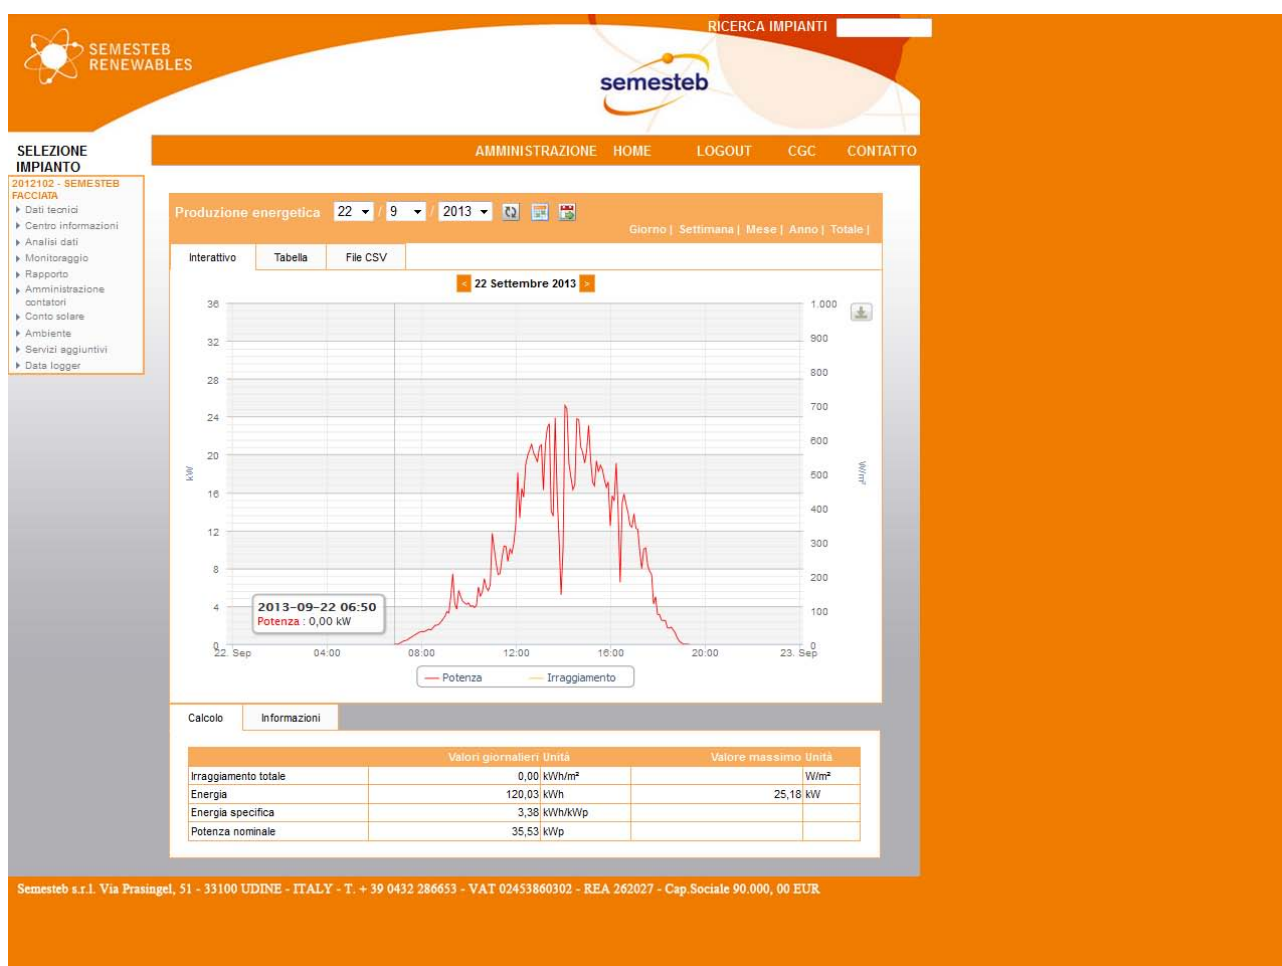 RICERCA IMPIANTI
SEMESTEB
RENEWABLES
semesteb
AMMINISTRAZIONE HOME LOGOUT CGC CONTATTO
SELEZIONE
IMPIANTO
2012102 - SEMESTEB
FACCIATA
Dati tecnici
Centro informazioni
Analisi dati
Monitoraggio
Rapporto
Amministrazione
contatori
Conto solare
Ambiente
Servizi aggiuntivi
Data logger
Produzione energetica 22 / 9 / 2013
Giorno | Settimana | Mese | Anno | Totale |
Interattivo Tabella File CSV
< 22 Settembre 2013 >
36 1.000
900
32
800
28
700
24
600
20
kW
500
W/m²
16
400
12
300
8
200
4
100
2013-09-22 06:50
Potenza : 0,00 kW
0 0
22. Sep 04:00 08:00 12:00 16:00 20:00 23. Sep
Potenza Irraggiamento
Calcolo Informazioni
Valori giornalieri Unità Valore massimo Unità
Irraggiamento totale 0,00 kWh/m² W/m²
Energia 120,03 kWh 25,18 kW
Energia specifica 3,38 kWh/kWp
Potenza nominale 35,53 kWp
Semesteb s.r.l. Via Prasingel, 51 - 33100 UDINE - ITALY - T. + 39 0432 286653 - VAT 02453860302 - REA 262027 - Cap.Sociale 90.000, 00 EUR